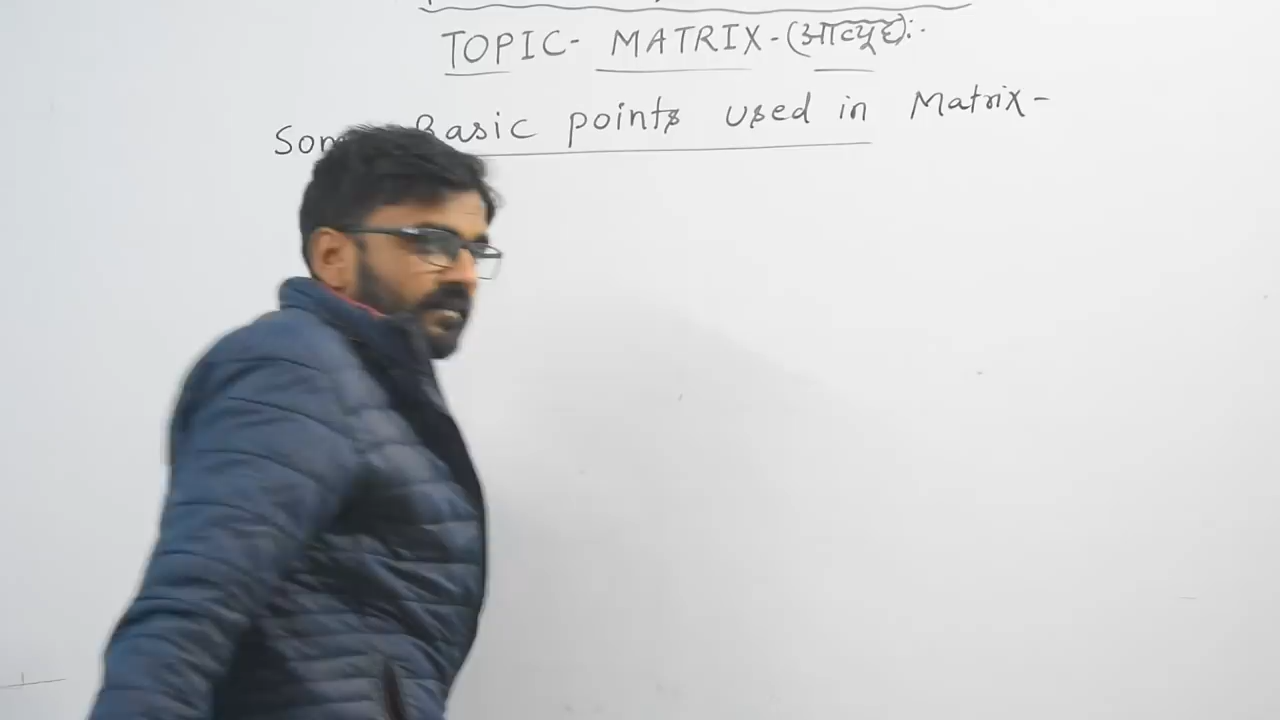 TOPIC- MATRIX-(आव्यूह):-
Basic points used in Matrix-